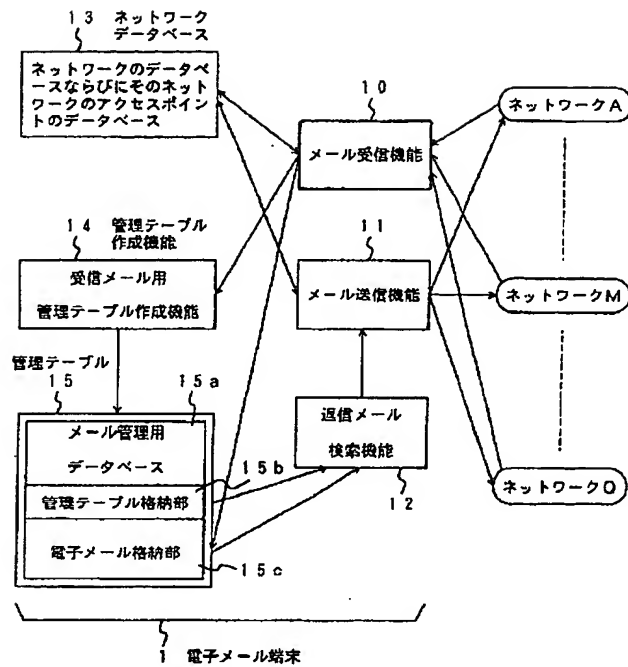 13 ネットワーク
データベース
ネットワークのデータベ
ースならびにそのネット
ワークのアクセスポイン
トのデータベース
10
メール受信機能
ネットワークA
14 管理テーブル
作成機能
受信メール用
管理テーブル作成機能
11
メール送信機能
ネットワークM
管理テーブル
15
15a
メール管理用
データベース
15b
管理テーブル格納部
電子メール格納部
15c
返信メール
検索機能
12
ネットワークQ
1 電子メール端末